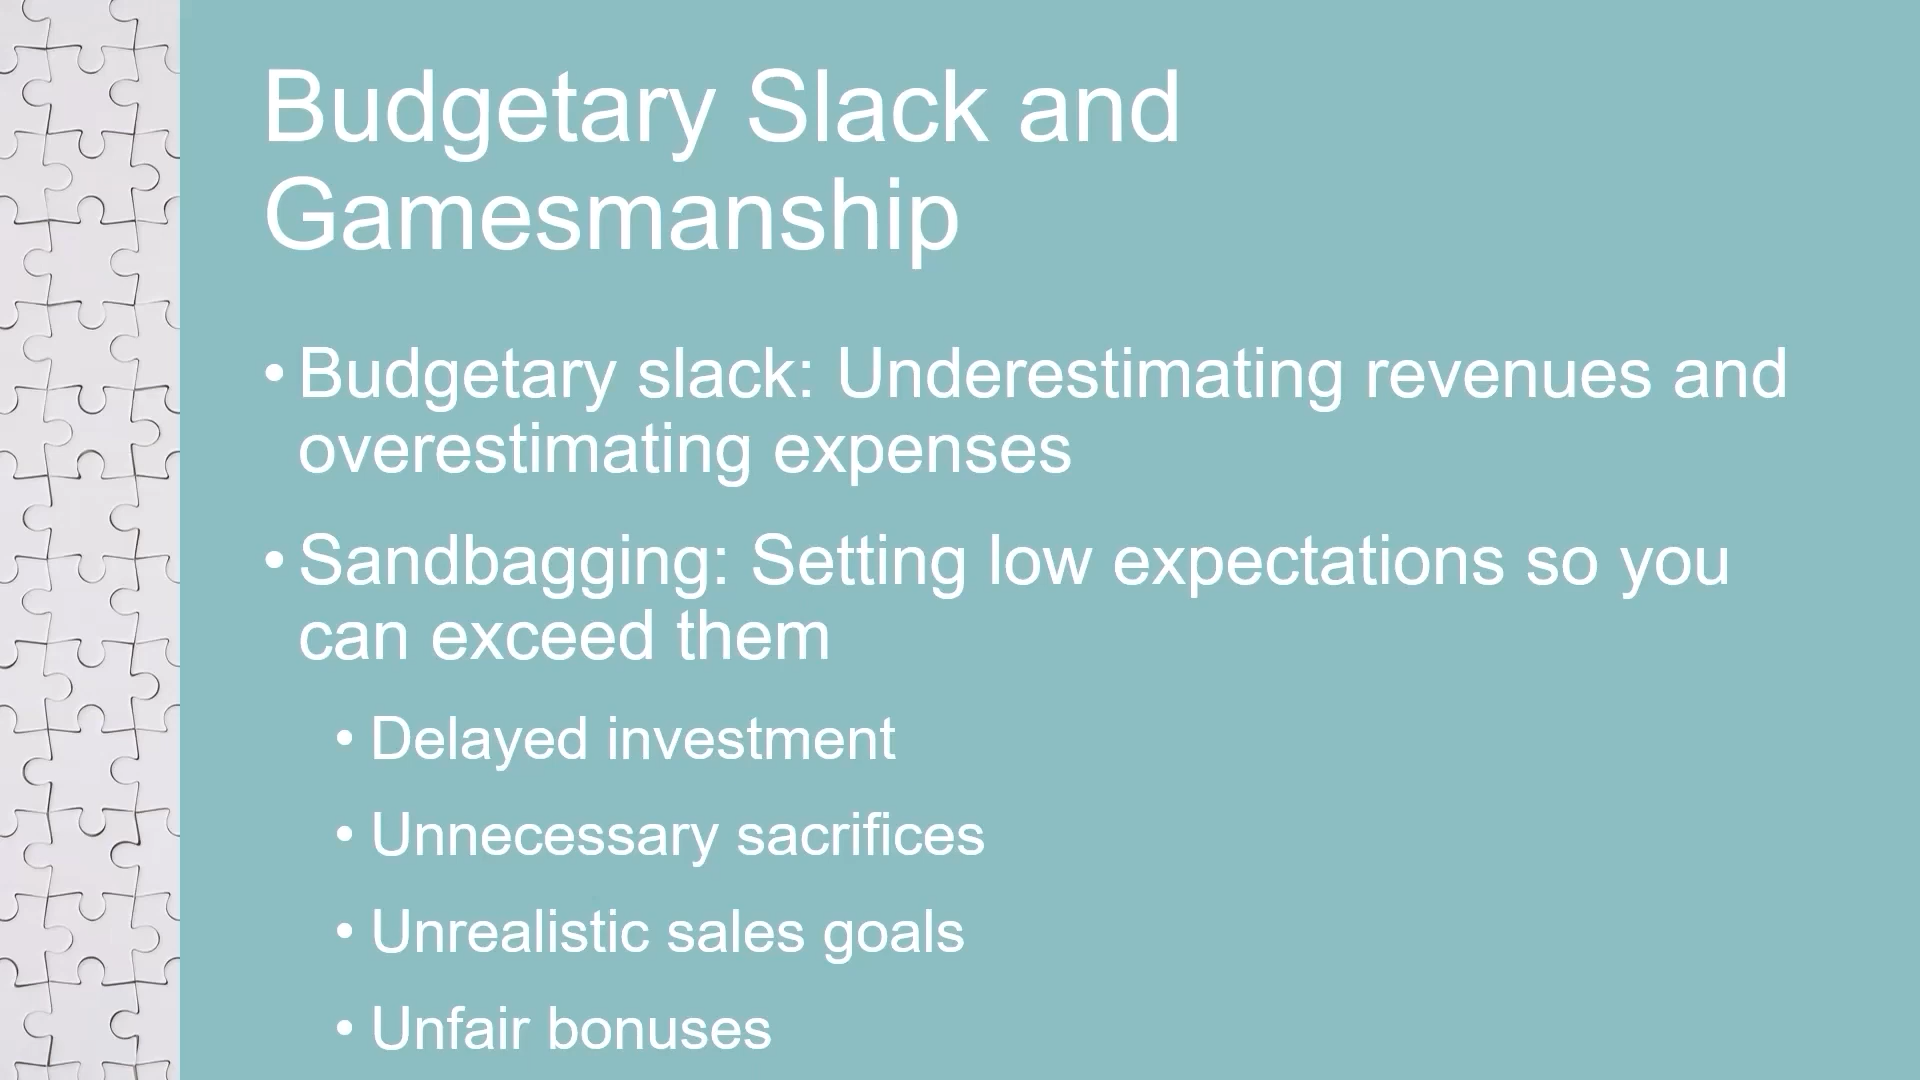 Budgetary Slack and
Gamesmanship
• Budgetary slack: Underestimating revenues and
overestimating expenses
• Sandbagging: Setting low expectations so you
can exceed them
• Delayed investment
• Unnecessary sacrifices
• Unrealistic sales goals
• Unfair bonuses